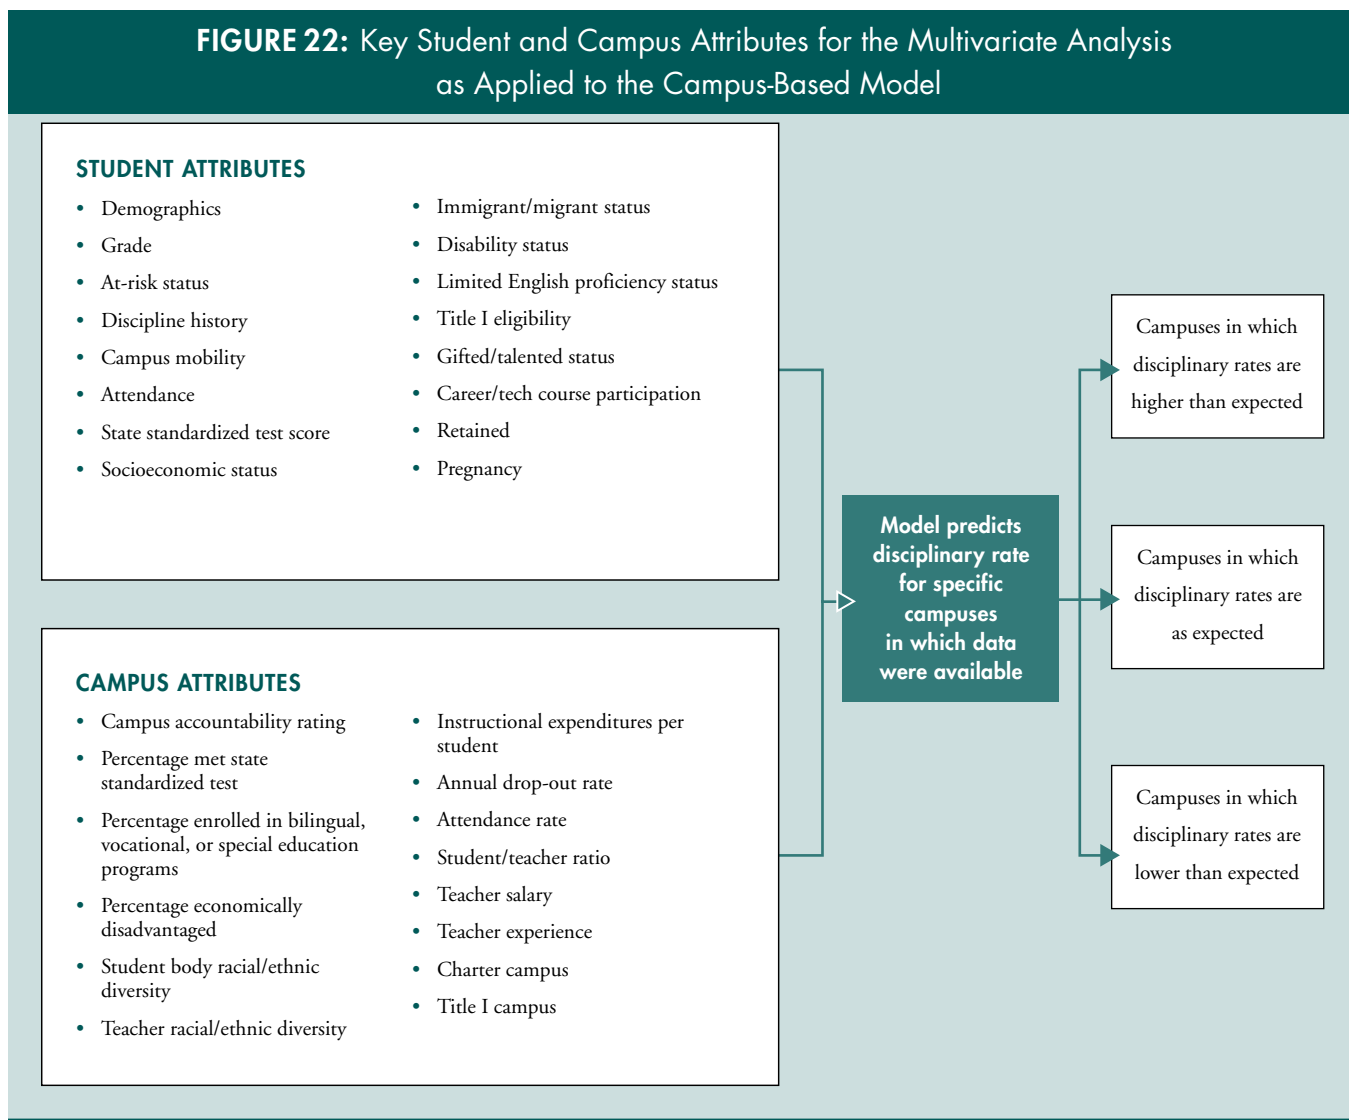 FIGURE 22: Key Student and Campus Attributes for the Multivariate Analysis
as Applied to the Campus-Based Model
STUDENT ATTRIBUTES
• Demographics
• Grade
• At-risk status
• Discipline history
• Campus mobility
• Attendance
• State standardized test score
• Socioeconomic status
• Immigrant/migrant status
• Disability status
• Limited English proficiency status
• Title I eligibility
• Gifted/talented status
• Career/tech course participation
• Retained
• Pregnancy
CAMPUS ATTRIBUTES
• Campus accountability rating
• Percentage met state
standardized test
• Percentage enrolled in bilingual,
vocational, or special education
programs
• Percentage economically
disadvantaged
• Student body racial/ethnic
diversity
• Teacher racial/ethnic diversity
• Instructional expenditures per
student
• Annual drop-out rate
• Attendance rate
• Student/teacher ratio
• Teacher salary
• Teacher experience
• Charter campus
• Title I campus
Model predicts
disciplinary rate
for specific
campuses
in which data
were available
Campuses in which
disciplinary rates are
higher than expected
Campuses in which
disciplinary rates are
as expected
Campuses in which
disciplinary rates are
lower than expected